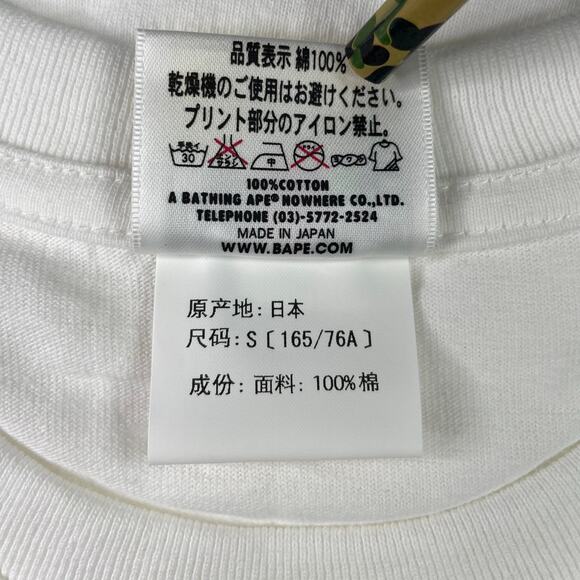 品質表示 綿100%
乾燥機のご使用はお避けください。
プリント部分のアイロン禁止。
30 中
100%COTTON
A BATHING APE® NOWHERE CO.,LTD.
TELEPHONE (03)-5772-2524
MADE IN JAPAN
WWW.BAPE.COM
原产地: 日本
尺码: S〔165/76A〕
成份: 面料: 100%棉